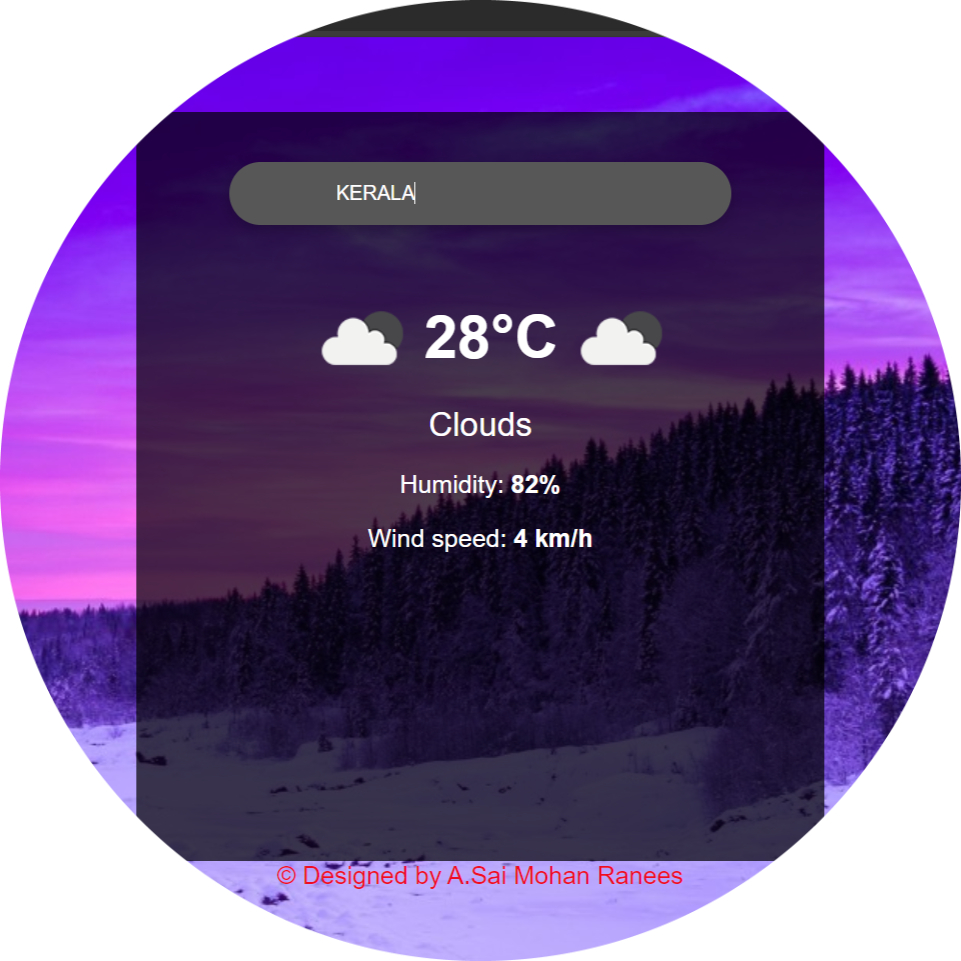 KERALA
28°C
Clouds
Humidity: 82%
Wind speed: 4 km/h
© Designed by A.Sai Mohan Ranees